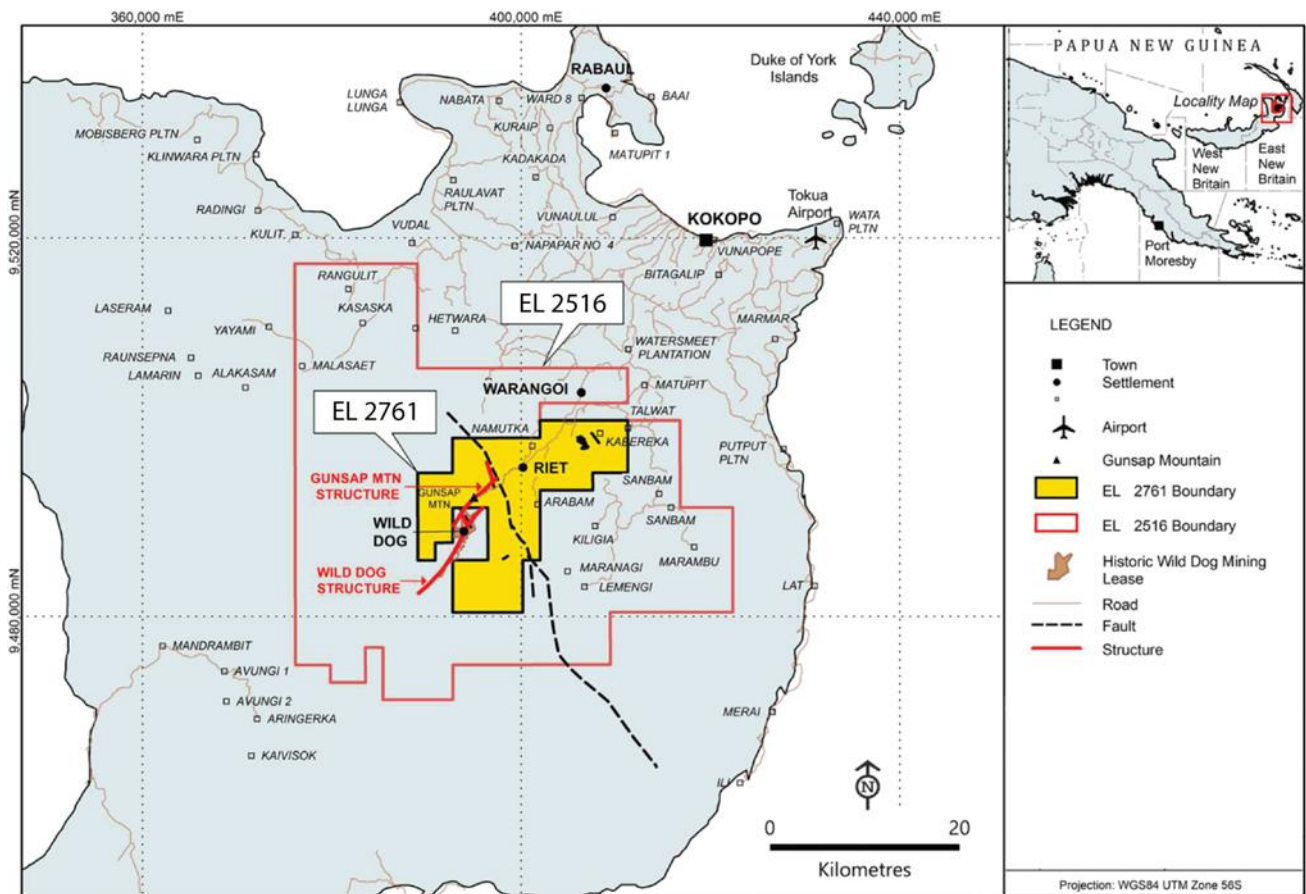 360,000 mE
400,000 mE
440,000 mE
9,520,000 mN
9,480,000 mN
Duke of York
Islands
RABAUL
LUNGA
LUNGA
NABATA
WARD 8
BAAI
MOBISBERG PLTN
KURAIP
KLINWARA PLTN
KADAKADA
MATUPIT 1
RAULAVAT
PLTN
Tokua
Airport
RADINGI
VUNAULUL
KOKOPO
WATA
PLTN
KULIT
VUDAL
NAPAPAR NO 4
VUNAPOPE
RANGULIT
BITAGALIP
EL 2516
LASERAM
KASASKA
YAYAMI
HETWARA
MARMAR
RAUNSEPNA
WATERSMEET
PLANTATION
LAMARIN
ALAKASAM
MALASAET
WARANGOI
MATUPIT
EL 2761
TALWAT
NAMUTKA
KABEREKA
PUTPUT
PLTN
GUNSAP MTN
STRUCTURE
RIET
GUNSAP
MTN
SANBAM
ARABAM
WILD
DOG
SANBAM
KILIGIA
MARAMBU
WILD DOG
STRUCTURE
MARANAGI
LEMENGI
LAT
MANDRAMBIT
AVUNGI 1
AVUNGI 2
ARINGERKA
MERAI
KAIVISOK
ILI
N
0
20
Kilometres
PAPUA NEW GUINEA
Locality Map
West
New
Britain
East
New
Britain
Port
Moresby
LEGEND
Town
Settlement
Airport
Gunsap Mountain
EL 2761 Boundary
EL 2516 Boundary
Historic Wild Dog Mining
Lease
Road
Fault
Structure
Projection: WGS84 UTM Zone 56S